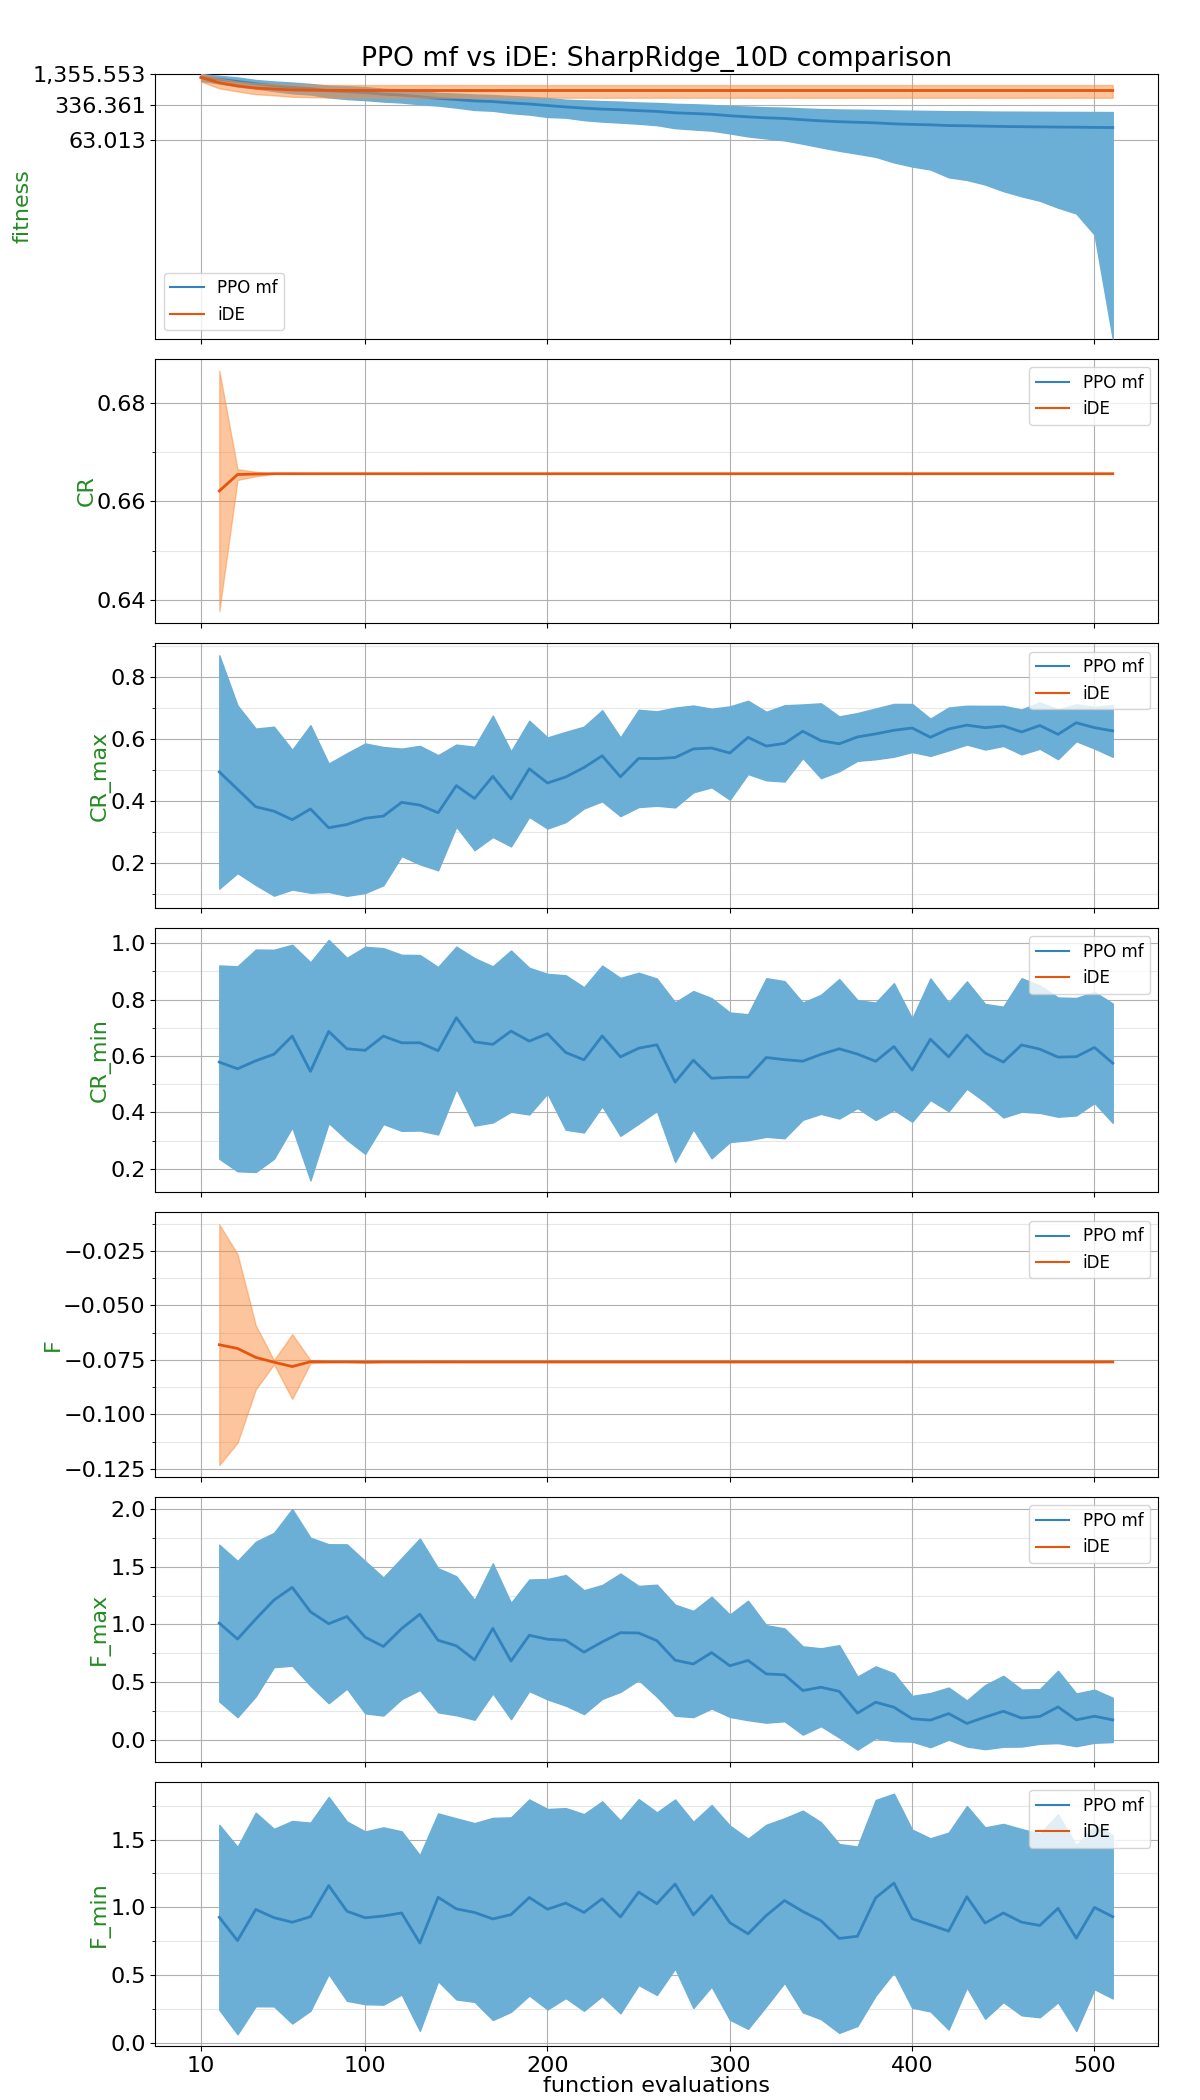 PPO mf vs iDE: SharpRidge_10D comparison
1,355.553
336.361
63.013
fitness
PPO mf
iDE
0.68
0.66
0.64
CR
PPO mf
iDE
0.8
0.6
0.4
0.2
CR_max
PPO mf
iDE
1.0
0.8
0.6
0.4
0.2
CR_min
PPO mf
iDE
−0.025
−0.050
−0.075
−0.100
−0.125
F
PPO mf
iDE
2.0
1.5
1.0
0.5
0.0
F_max
PPO mf
iDE
1.5
1.0
0.5
0.0
F_min
PPO mf
iDE
10 100 200 300 400 500
function evaluations